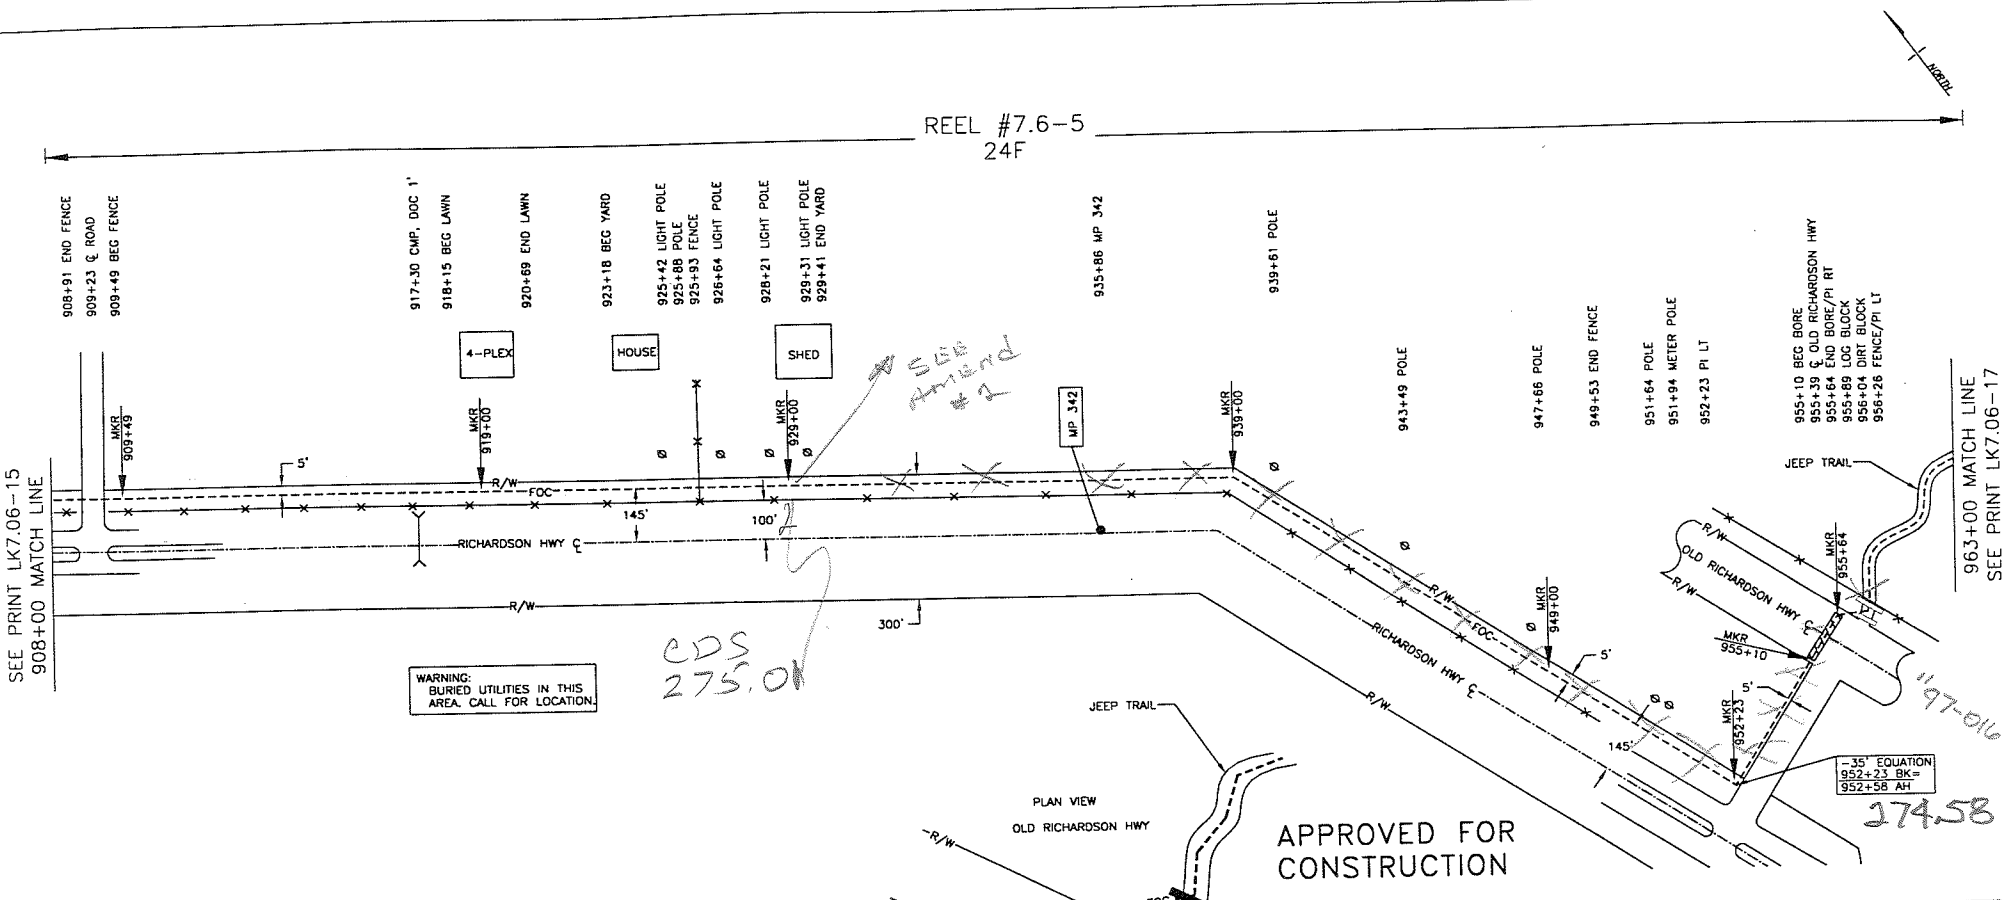 NORTH
REEL #7.6-5
24F
908+91 END FENCE
909+23 ℄ ROAD
909+49 BEG FENCE
917+30 CMP, DOC 1'
918+15 BEG LAWN
920+69 END LAWN
923+18 BEG YARD
925+42 LIGHT POLE
925+88 POLE
925+93 FENCE
926+64 LIGHT POLE
928+21 LIGHT POLE
929+31 LIGHT POLE
929+41 END YARD
935+86 MP 342
939+61 POLE
943+49 POLE
947+66 POLE
949+53 END FENCE
951+64 POLE
951+94 METER POLE
952+23 PI LT
955+10 BEG BORE
955+39 ℄ OLD RICHARDSON HWY
955+64 END BORE/PI RT
955+89 LOG BLOCK
956+04 DIRT BLOCK
956+26 FENCE/PI LT
4-PLEX
HOUSE
SHED
SEE
AMEND
#2
MP 342
MKR
909+49
MKR
919+00
MKR
929+00
MKR
939+00
MKR
949+00
MKR
952+23
MKR
955+10
MKR
955+64
JEEP TRAIL
SEE PRINT LK7.06-15
908+00 MATCH LINE
963+00 MATCH LINE
SEE PRINT LK7.06-17
5'
R/W
FOC
145'
100'
RICHARDSON HWY ℄
R/W
300'
R/W
FOC
RICHARDSON HWY ℄
R/W
5'
145'
5'
R/W
OLD RICHARDSON HWY ℄
R/W
CDS
WARNING:
BURIED UTILITIES IN THIS
AREA. CALL FOR LOCATION.
"97-016
-35' EQUATION
952+23 BK=
952+58 AH
274.58
JEEP TRAIL
PLAN VIEW
OLD RICHARDSON HWY
R/W
APPROVED FOR
CONSTRUCTION